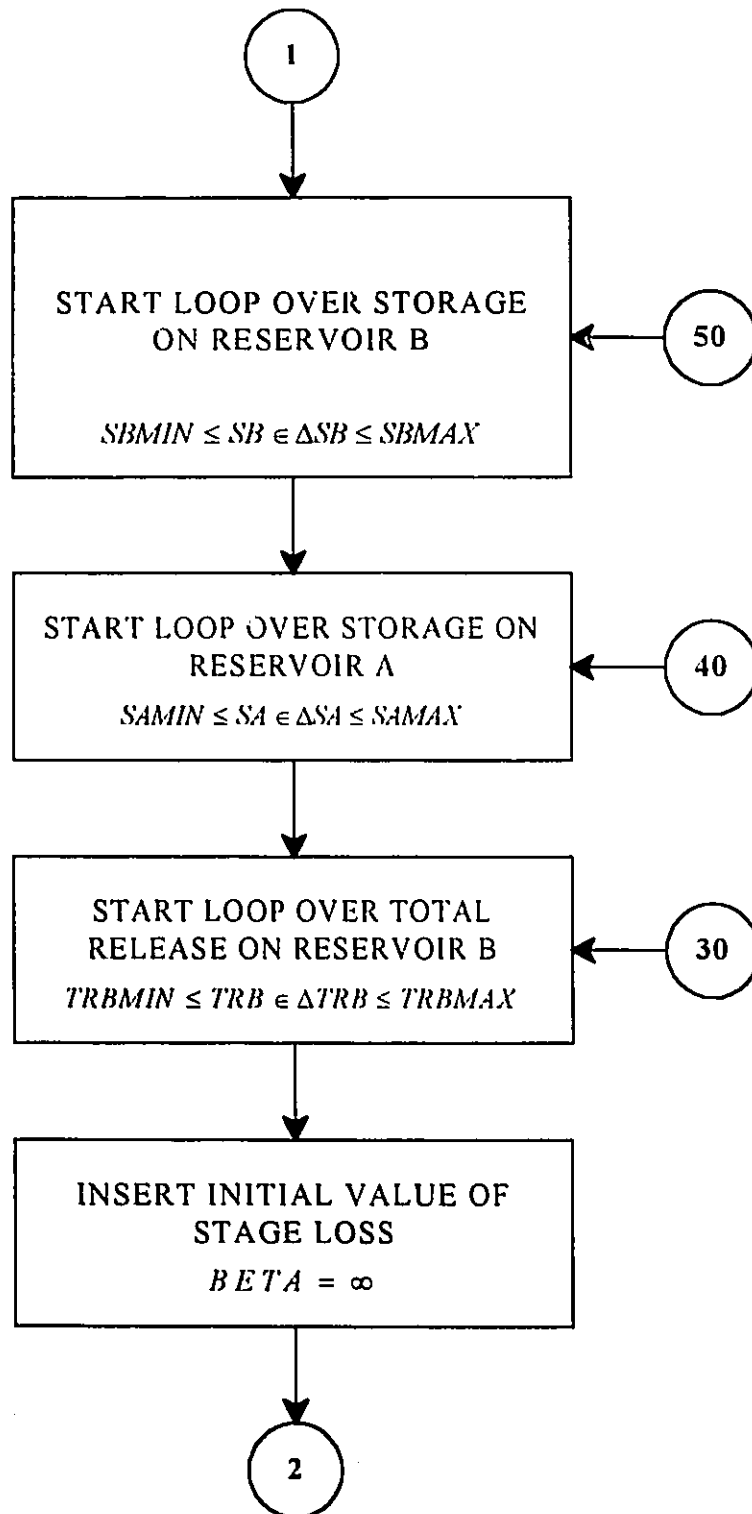 1
START LOOP OVER STORAGE
ON RESERVOIR B
50
SBMIN ≤ SB ∈ ΔSB ≤ SBMAX
START LOOP OVER STORAGE ON
RESERVOIR A
40
SAMIN ≤ SA ∈ ΔSA ≤ SAMAX
START LOOP OVER TOTAL
RELEASE ON RESERVOIR B
30
TRBMIN ≤ TRB ∈ ΔTRB ≤ TRBMAX
INSERT INITIAL VALUE OF
STAGE LOSS
BETA = ∞
2